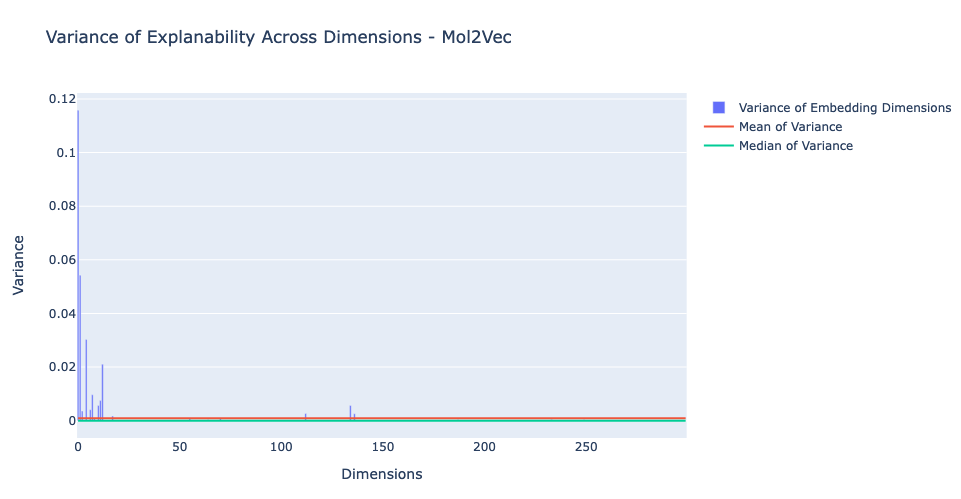 Variance of Explanability Across Dimensions - Mol2Vec
0.12
0.1
0.08
0.06
0.04
0.02
0
Variance
0
50
100
150
200
250
Dimensions
Variance of Embedding Dimensions
Mean of Variance
Median of Variance